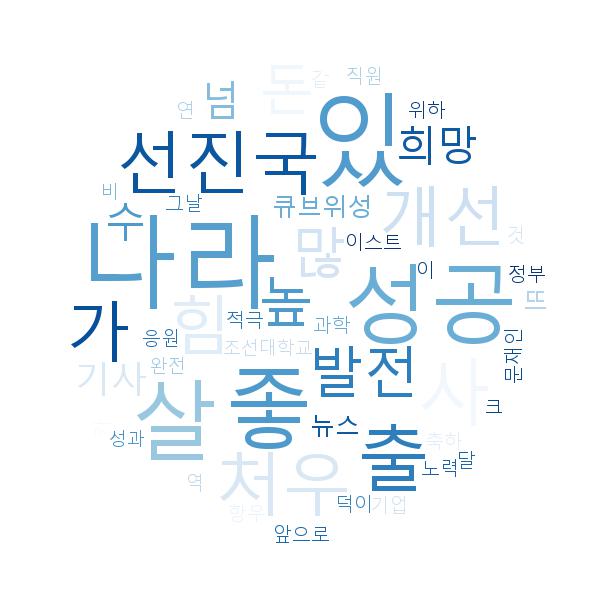 돈
같
직원
연
넘
있
위하
선진국
희망
비
그날
큐브위성
개선
수
많
이스트
것
나라
높
이
정부
성공
뜨
가
힘
적극
과학
응원
조선대학교
발전
문재인
완전
기사
좋
사
살
뉴스
크
출
성과
축하
노력
달
처우
역
덕이
기업
항우
앞으로